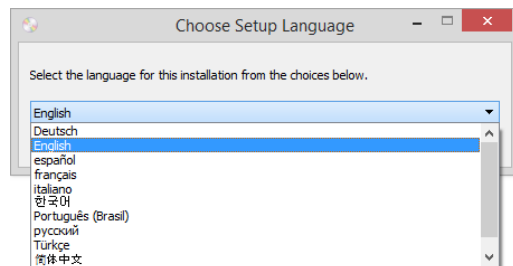 Choose Setup Language
Select the language for this installation from the choices below.
English
Deutsch
English
español
français
italiano
한국어
Português (Brasil)
русский
Türkçe
简体中文